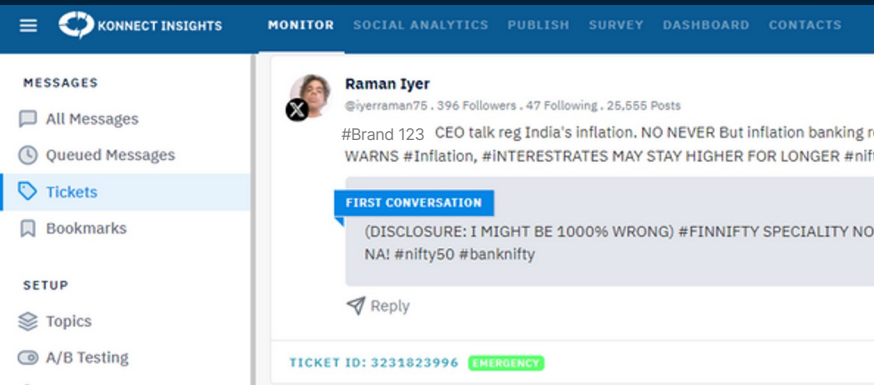 KONNECT INSIGHTS
MONITOR SOCIAL ANALYTICS PUBLISH SURVEY DASHBOARD CONTACTS
MESSAGES
All Messages
Queued Messages
Tickets
Bookmarks
SETUP
Topics
A/B Testing
Raman Iyer
@iyerraman75 . 396 Followers . 47 Following . 25,555 Posts
#Brand 123 CEO talk reg India's inflation. NO NEVER But inflation banking
WARNS #Inflation, #iNTERESTRATES MAY STAY HIGHER FOR LONGER
FIRST CONVERSATION
(DISCLOSURE: I MIGHT BE 1000% WRONG) #FINNIFTY SPECIALITY NO
NA! #nifty50 #banknifty
Reply
TICKET ID: 3231823996 EMERGENCY